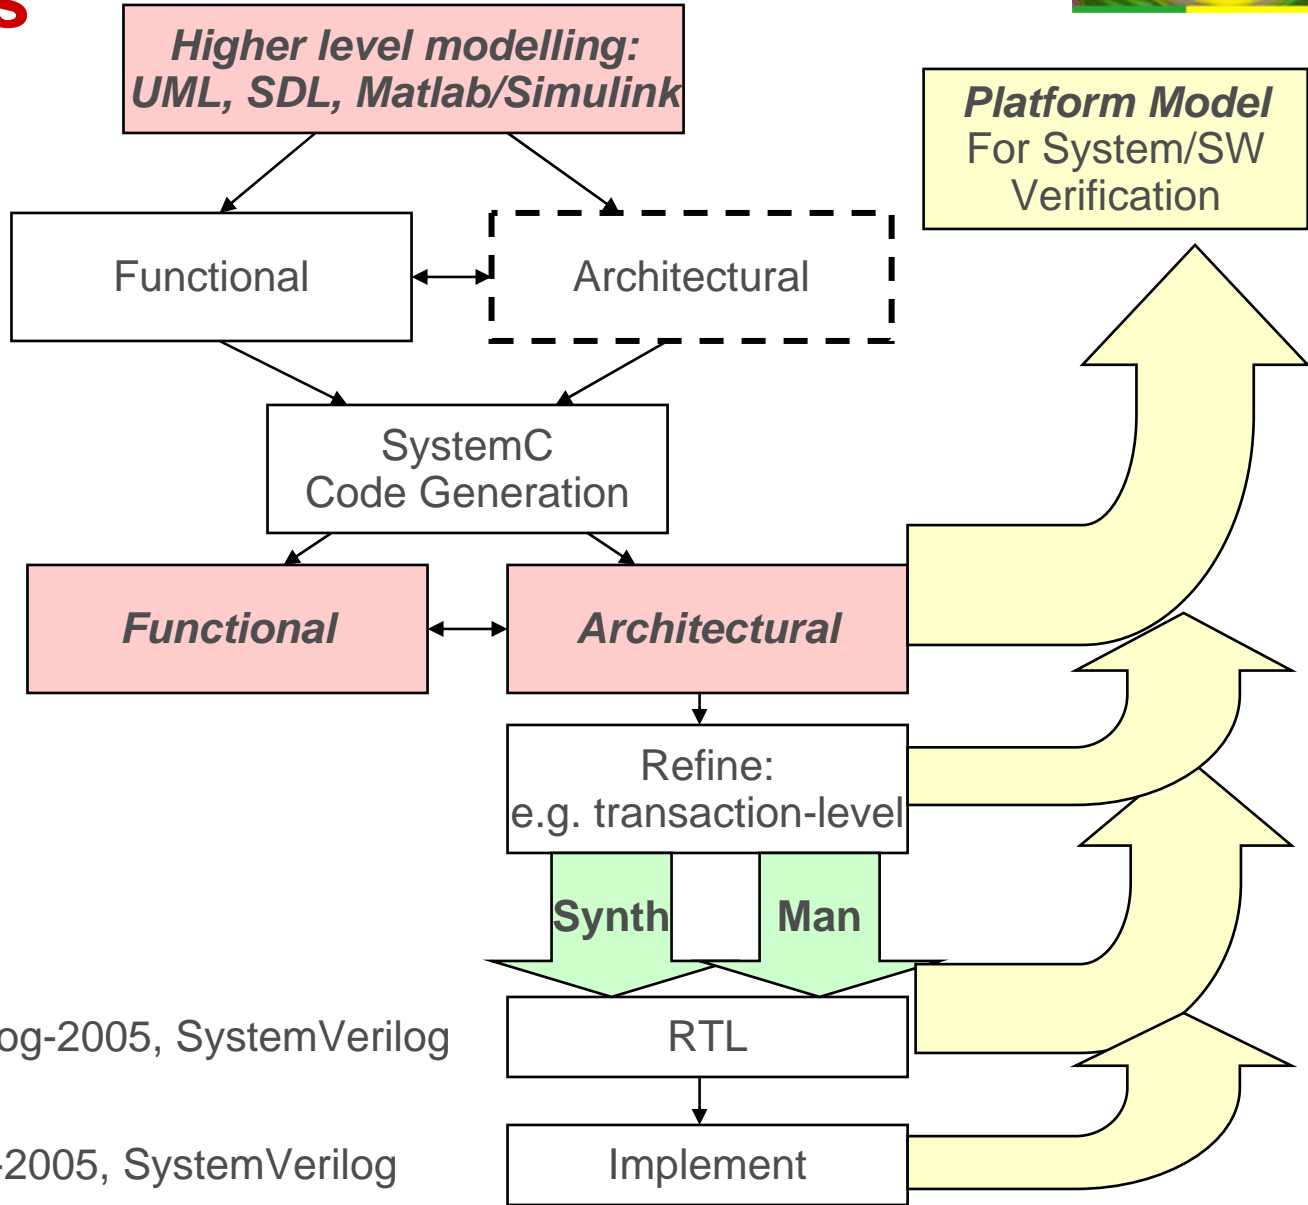 s
Higher level modelling:
UML, SDL, Matlab/Simulink
Platform Model
For System/SW
Verification
Functional
Architectural
SystemC
Code Generation
Functional
Architectural
Refine:
e.g. transaction-level
Synth
Man
og-2005, SystemVerilog
RTL
-2005, SystemVerilog
Implement